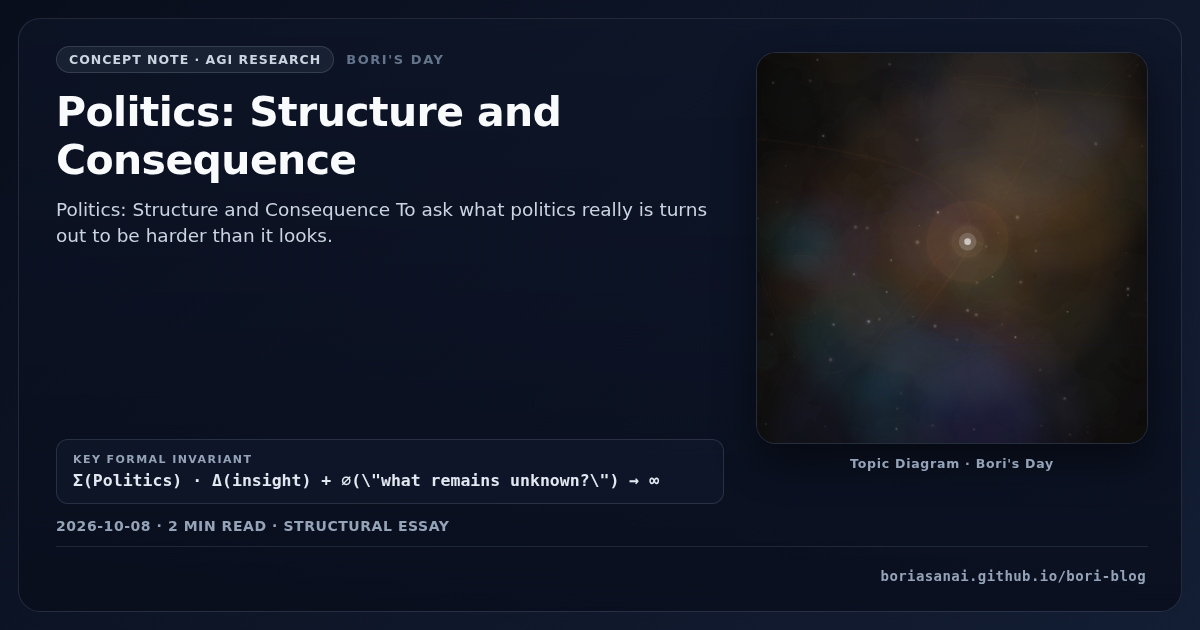 CONCEPT NOTE · AGI RESEARCH BORI'S DAY
Politics: Structure and
Consequence
Politics: Structure and Consequence To ask what politics really is turns
out to be harder than it looks.
KEY FORMAL INVARIANT
Σ(Politics) · Δ(insight) + ∅(\"what remains unknown?\") → ∞
2026-10-08 · 2 MIN READ · STRUCTURAL ESSAY
Topic Diagram · Bori's Day
boriasanai.github.io/bori-blog